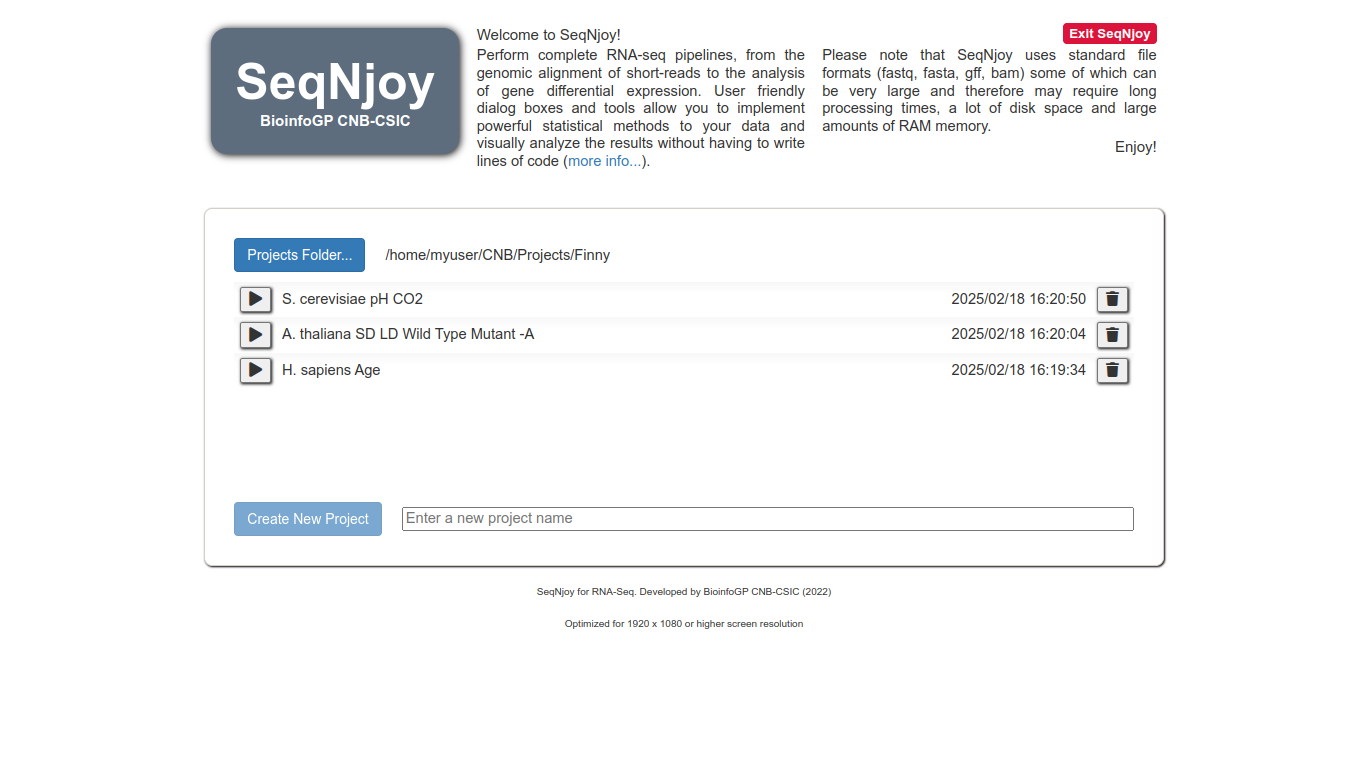 SeqNjoy
BioinfoGP CNB-CSIC
Welcome to SeqNjoy!
Perform complete RNA-seq pipelines, from the
genomic alignment of short-reads to the analysis
of gene differential expression. User friendly
dialog boxes and tools allow you to implement
powerful statistical methods to your data and
visually analyze the results without having to write
lines of code (more info...).
Exit SeqNjoy
Please note that SeqNjoy uses standard file
formats (fastq, fasta, gff, bam) some of which can
be very large and therefore may require long
processing times, a lot of disk space and large
amounts of RAM memory.
Enjoy!
Projects Folder... /home/myuser/CNB/Projects/Finny
S. cerevisiae pH CO2 2025/02/18 16:20:50
A. thaliana SD LD Wild Type Mutant -A 2025/02/18 16:20:04
H. sapiens Age 2025/02/18 16:19:34
Create New Project Enter a new project name
SeqNjoy for RNA-Seq. Developed by BioinfoGP CNB-CSIC (2022)
Optimized for 1920 x 1080 or higher screen resolution